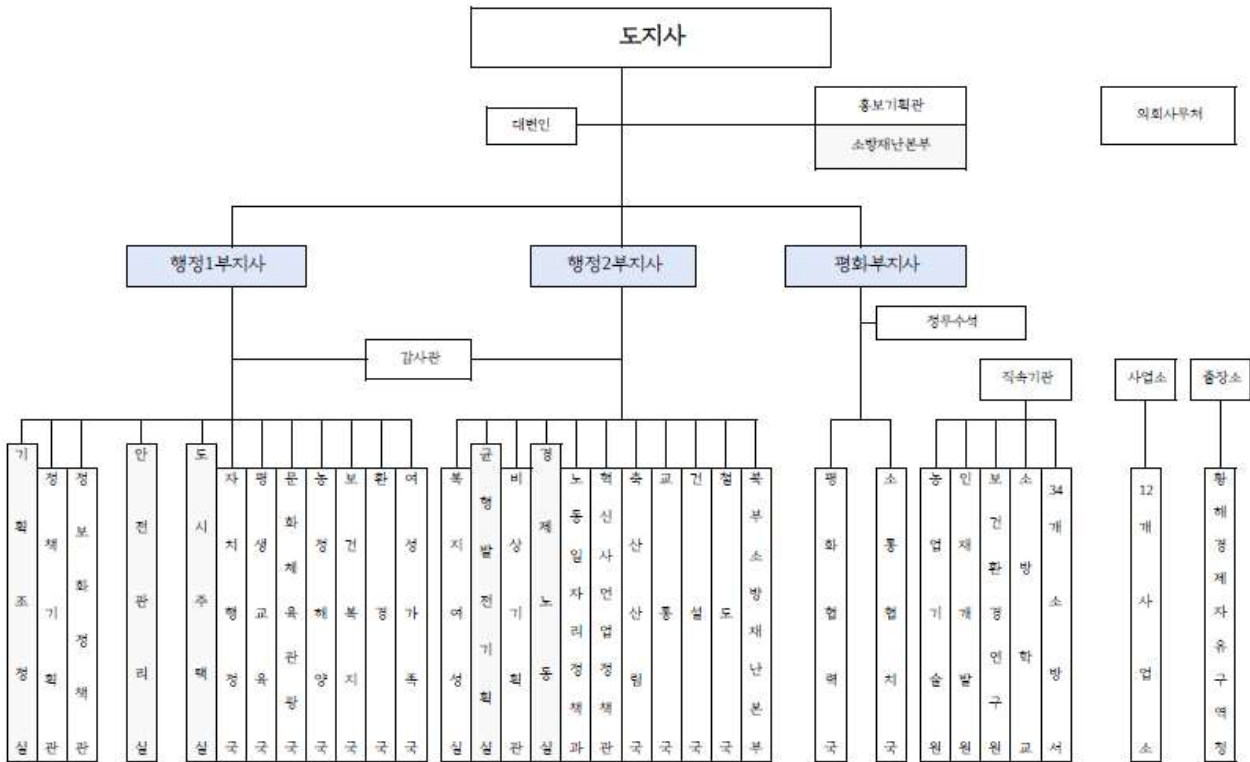 도지사
대변인
홍보기획관
소방재난본부
의회사무처
행정1부지사
행정2부지사
평화부지사
정무수석
감사관
직속기관
사업소
출장소
기획조정실
정책기획관
정보화정책관
안전관리실
도시주택실
자치행정국
평생교육국
문화체육관광국
농정해양국
보건복지국
환경국
여성가족국
복지여성실
균형발전기획실
비상기획관
경제노동실
노동일자리정책과
혁신산업정책관
축산산림국
교통국
건설국
철도국
북부소방재난본부
평화협력국
소통협치국
농업기술원
인재개발원
보건환경연구원
소방학교
34개소방서
12개사업소
황해경제자유구역청